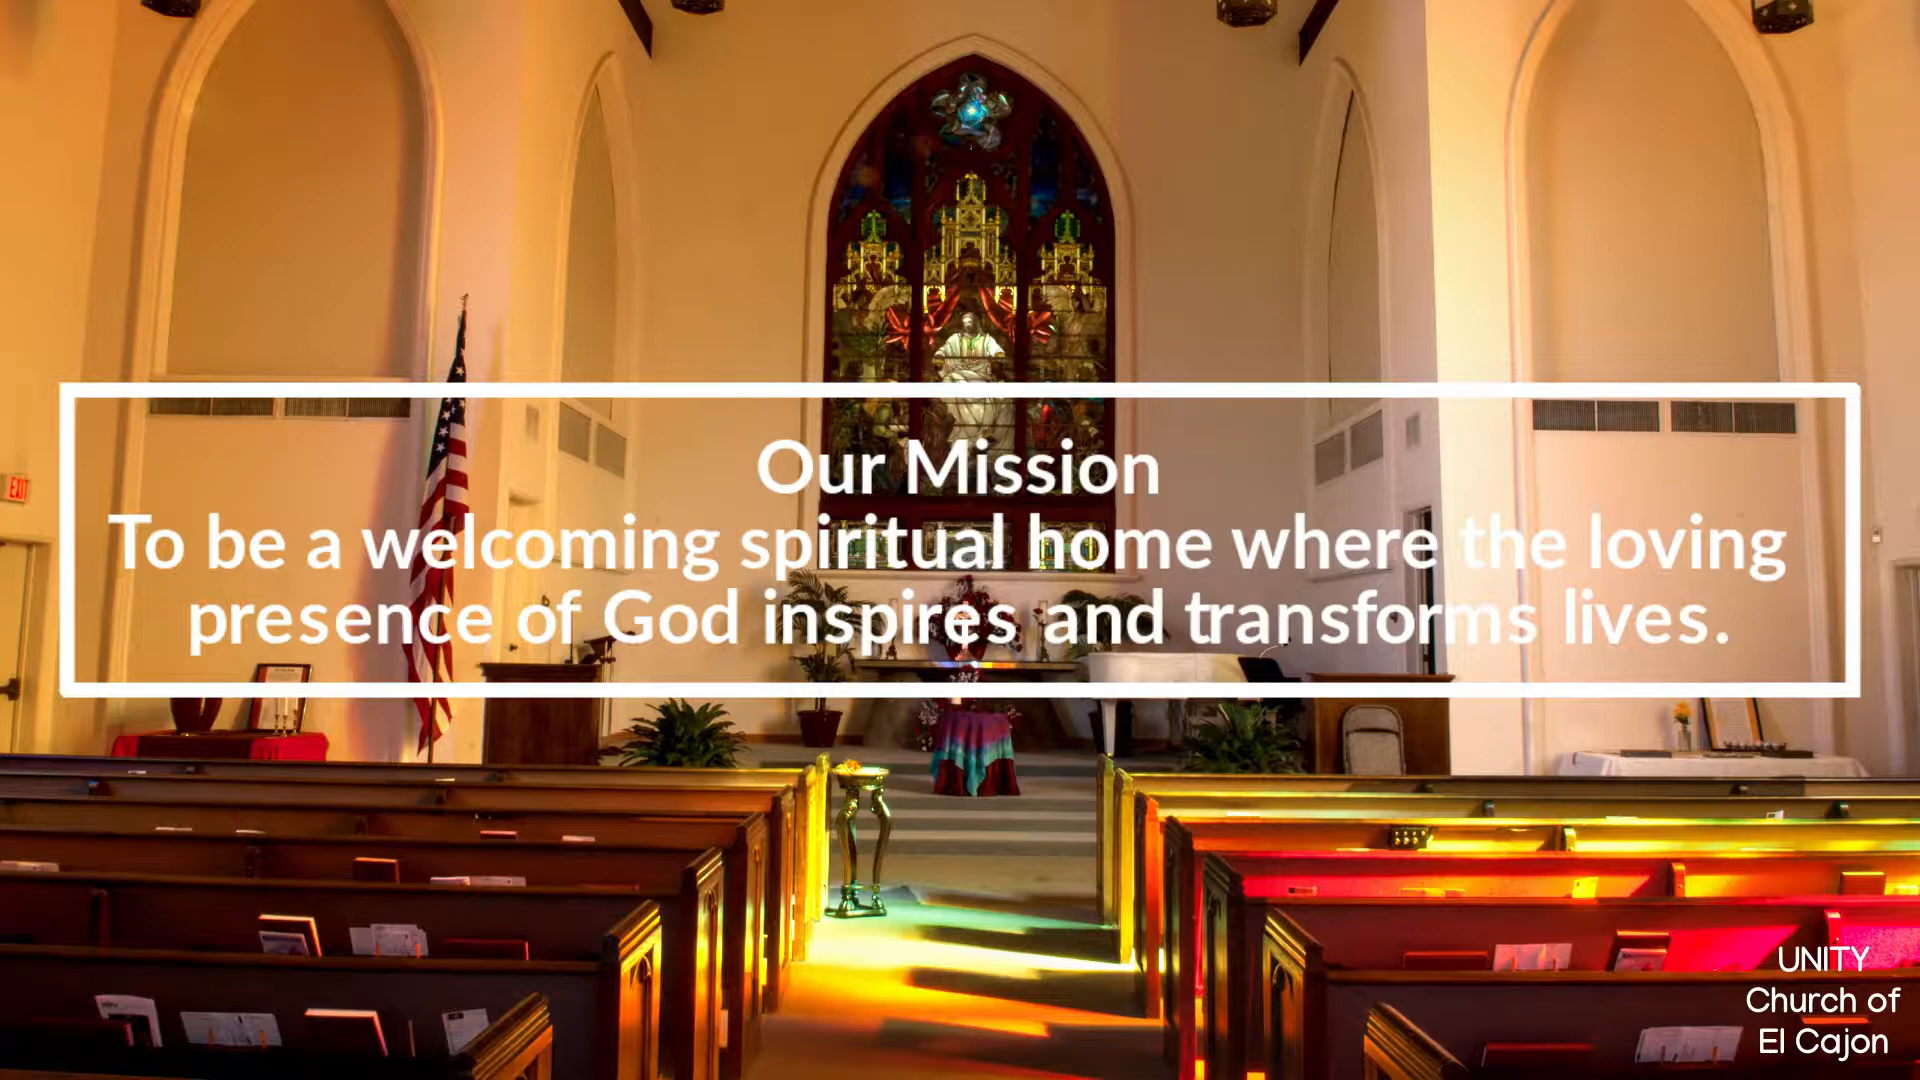 EXIT
Our Mission
To be a welcoming spiritual home where the loving
presence of God inspires and transforms lives.
UNITY
Church of
El Cajon